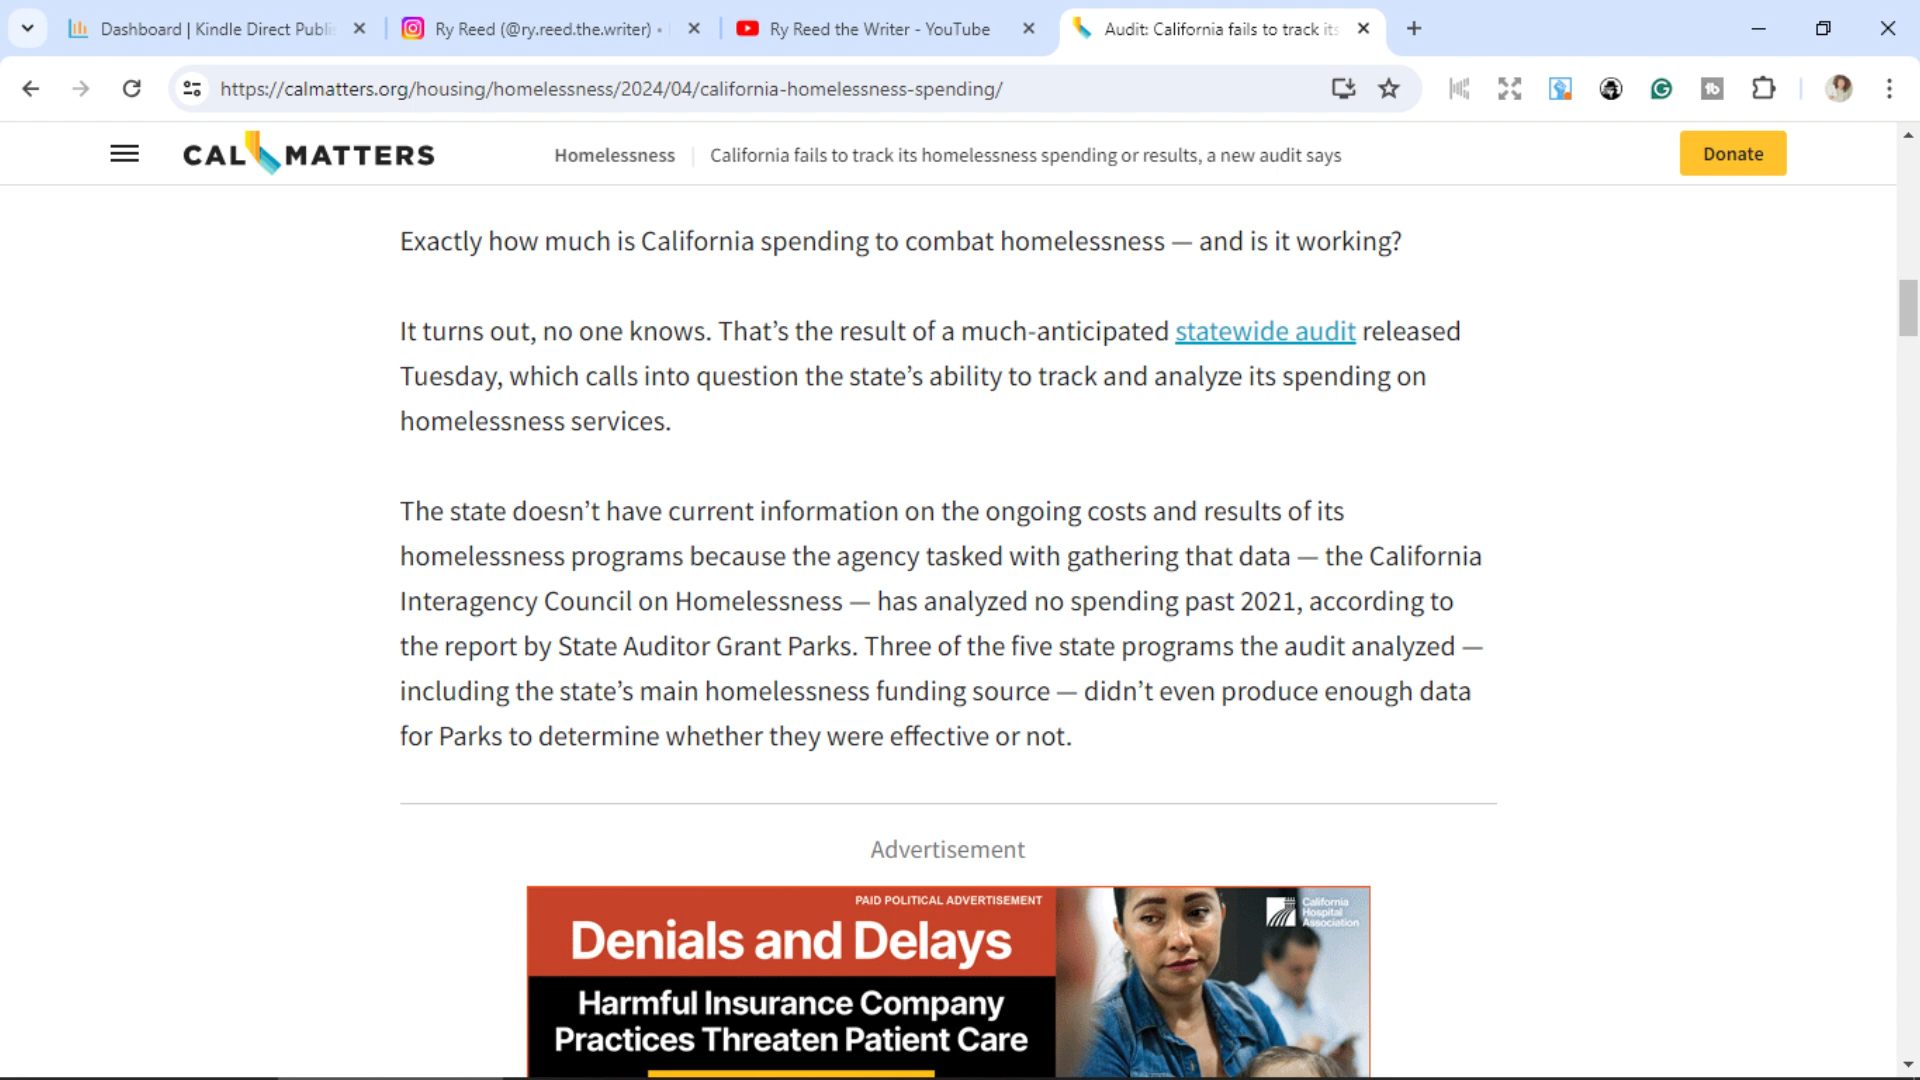 Dashboard | Kindle Direct Publi
Ry Reed (@ry.reed.the.writer) •
Ry Reed the Writer - YouTube
Audit: California fails to track its
https://calmatters.org/housing/homelessness/2024/04/california-homelessness-spending/
CAL MATTERS
Homelessness
California fails to track its homelessness spending or results, a new audit says
Donate
Exactly how much is California spending to combat homelessness — and is it working?
It turns out, no one knows. That’s the result of a much-anticipated statewide audit released
Tuesday, which calls into question the state’s ability to track and analyze its spending on
homelessness services.
The state doesn’t have current information on the ongoing costs and results of its
homelessness programs because the agency tasked with gathering that data — the California
Interagency Council on Homelessness — has analyzed no spending past 2021, according to
the report by State Auditor Grant Parks. Three of the five state programs the audit analyzed —
including the state’s main homelessness funding source — didn’t even produce enough data
for Parks to determine whether they were effective or not.
Advertisement
PAID POLITICAL ADVERTISEMENT
Denials and Delays
Harmful Insurance Company
Practices Threaten Patient Care
California
Hospital
Association